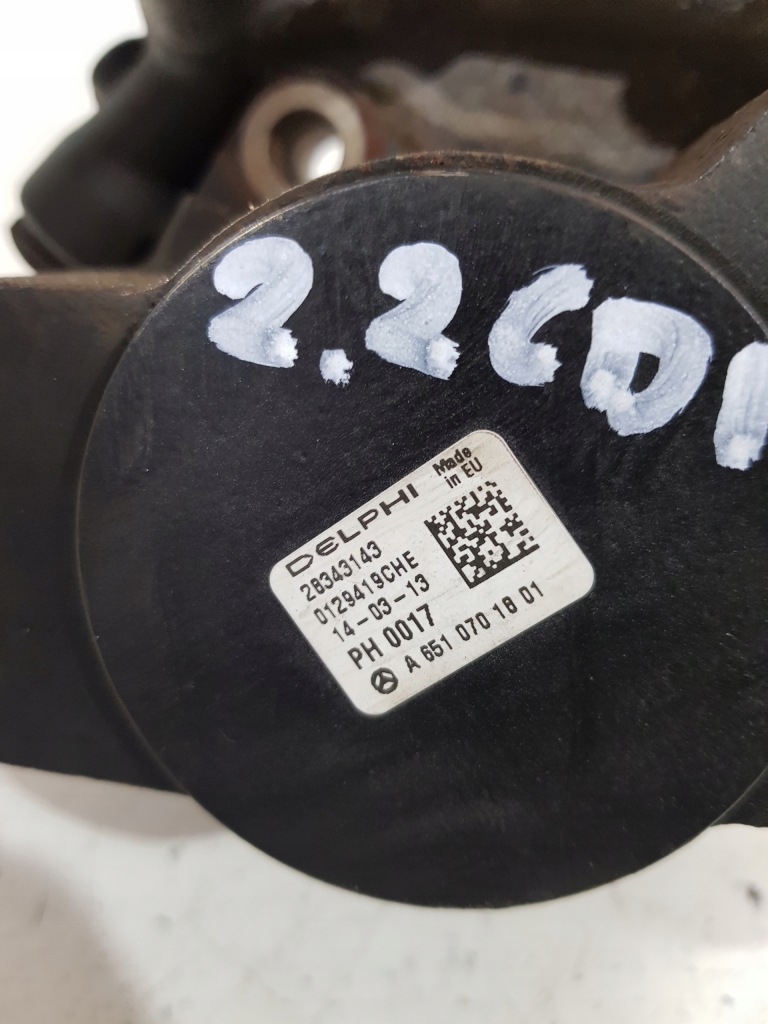 2.2CDI
Made
in EU
DELPHI
28343143
0129419CHE
14-03-13
PH 0017
A 651 070 18 01